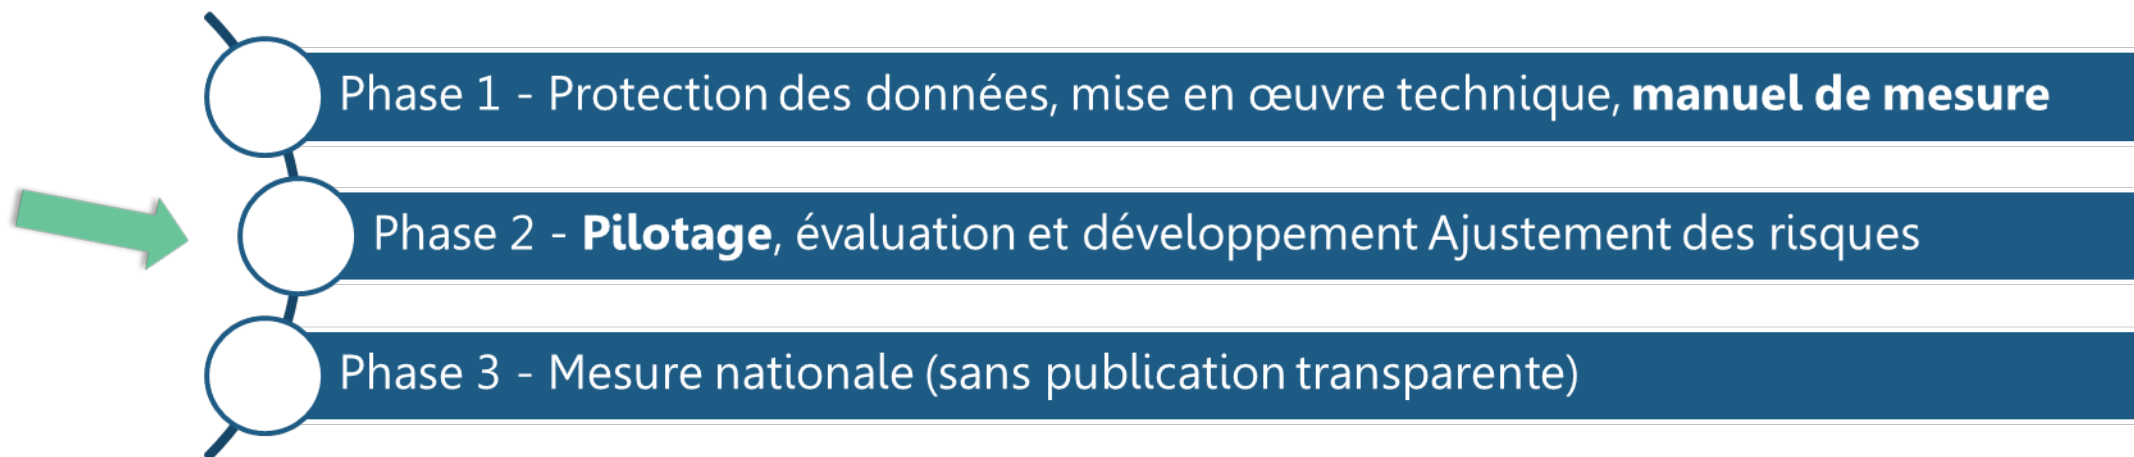 Phase 1 - Protection des données, mise en œuvre technique, manuel de mesure
Phase 2 - Pilotage, évaluation et développement Ajustement des risques
Phase 3 - Mesure nationale (sans publication transparente)